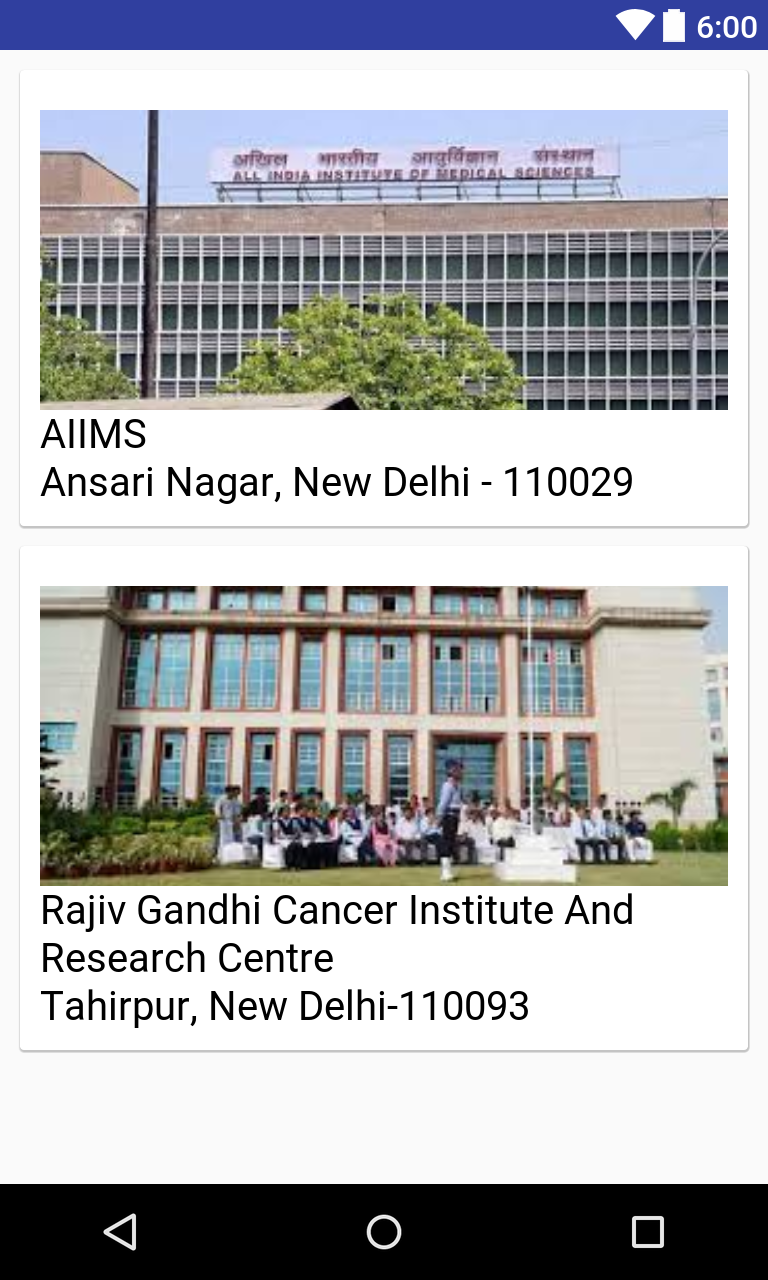 6:00
अखिल भारतीय आयुर्विज्ञान संस्थान
ALL INDIA INSTITUTE OF MEDICAL SCIENCES
AIIMS
Ansari Nagar, New Delhi - 110029
Rajiv Gandhi Cancer Institute And
Research Centre
Tahirpur, New Delhi-110093